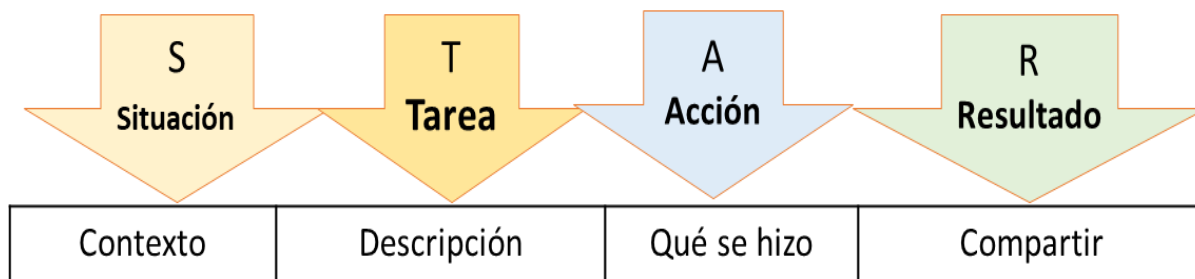 S
Situación
T
Tarea
A
Acción
R
Resultado
Contexto
Descripción
Qué se hizo
Compartir